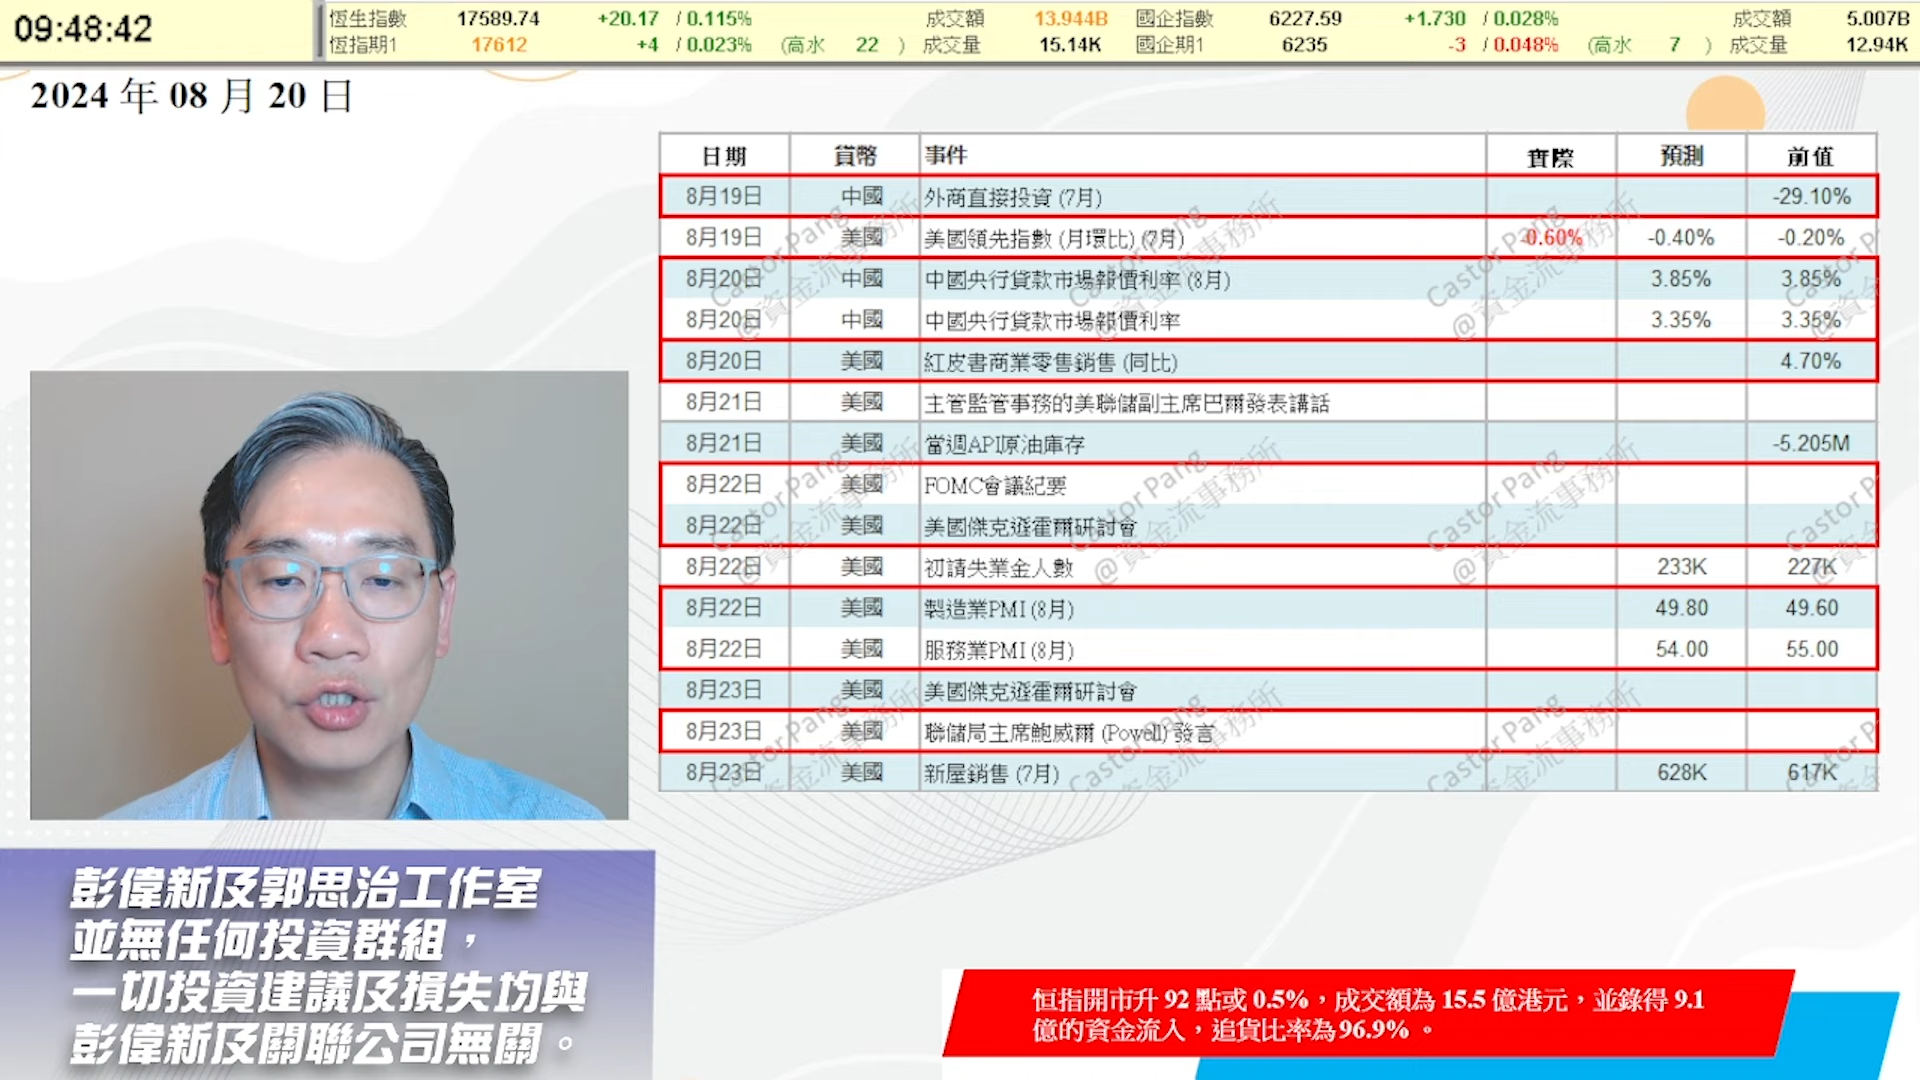 09:48:42
恆生指數 17589.74 +20.17 / 0.115% 成交額 13.944B 國企指數 6227.59 +1.730 / 0.028% 成交額 5.007B
恆指期1 17612 +4 / 0.023% (高水 22 ) 成交量 15.14K 國企期1 6235 -3 / 0.048% (高水 7 ) 成交量 12.94K
2024 年 08 月 20 日
日期 貨幣 事件 實際 預測 前值
8月19日 中國 外商直接投資 (7月) -29.10%
8月19日 美國 美國領先指數 (月環比) (7月) -0.60% -0.40% -0.20%
8月20日 中國 中國央行貸款市場報價利率 (8月) 3.85% 3.85%
8月20日 中國 中國央行貸款市場報價利率 3.35% 3.35%
8月20日 美國 紅皮書商業零售銷售 (同比) 4.70%
8月21日 美國 主管監管事務的美聯儲副主席巴爾發表講話
8月21日 美國 當週API原油庫存 -5.205M
8月22日 美國 FOMC會議紀要
8月22日 美國 美國傑克遜霍爾研討會
8月22日 美國 初請失業金人數 233K 227K
8月22日 美國 製造業PMI (8月) 49.80 49.60
8月22日 美國 服務業PMI (8月) 54.00 55.00
8月23日 美國 美國傑克遜霍爾研討會
8月23日 美國 聯儲局主席鮑威爾 (Powell) 發言
8月23日 美國 新屋銷售 (7月) 628K 617K
Castor Pang
@資金流事務所
彭偉新及郭思治工作室
並無任何投資群組，
一切投資建議及損失均與
彭偉新及關聯公司無關。
恒指開市升 92 點或 0.5%，成交額為 15.5 億港元，並錄得 9.1
億的資金流入，追貨比率為 96.9% 。